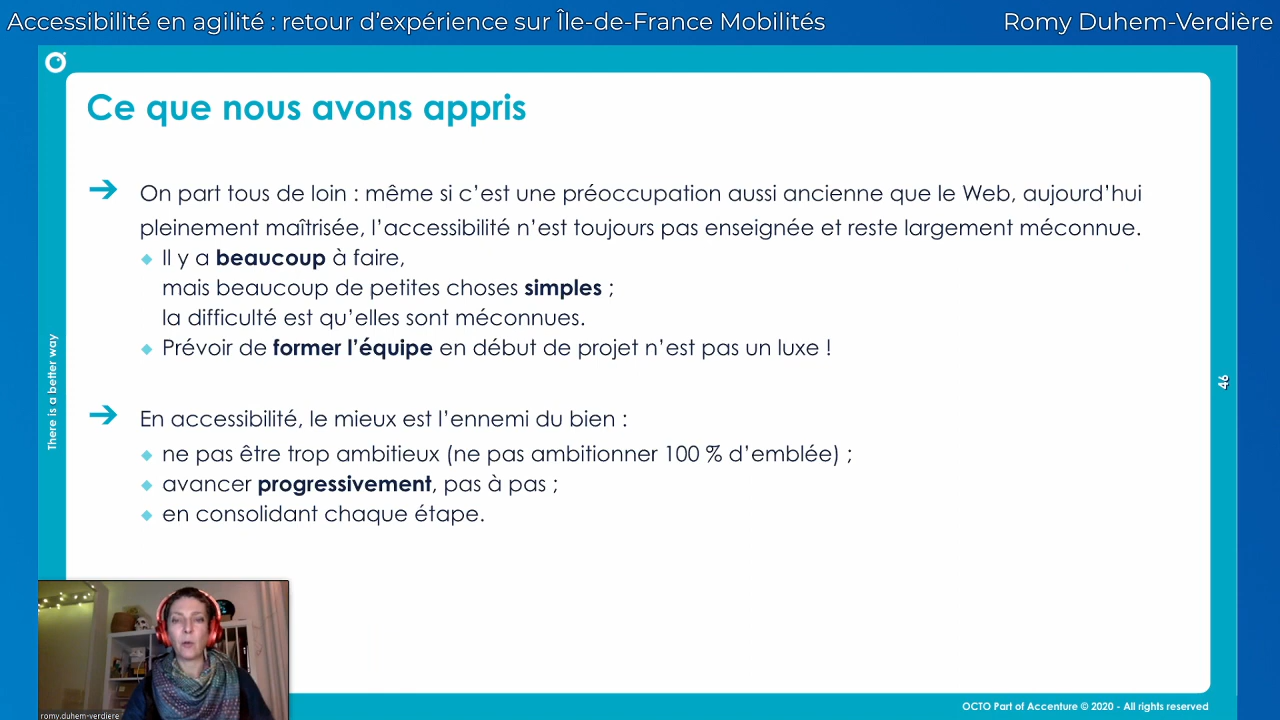 Accessibilité en agilité : retour d’expérience sur Île-de-France Mobilités
Romy Duhem-Verdière
Ce que nous avons appris
➔ On part tous de loin : même si c’est une préoccupation aussi ancienne que le Web, aujourd’hui
pleinement maîtrisée, l’accessibilité n’est toujours pas enseignée et reste largement méconnue.
◆ Il y a beaucoup à faire,
mais beaucoup de petites choses simples ;
la difficulté est qu’elles sont méconnues.
◆ Prévoir de former l’équipe en début de projet n’est pas un luxe !
➔ En accessibilité, le mieux est l’ennemi du bien :
◆ ne pas être trop ambitieux (ne pas ambitionner 100 % d’emblée) ;
◆ avancer progressivement, pas à pas ;
◆ en consolidant chaque étape.
There is a better way
46
romy.duhem-verdiere
OCTO Part of Accenture © 2020 - All rights reserved